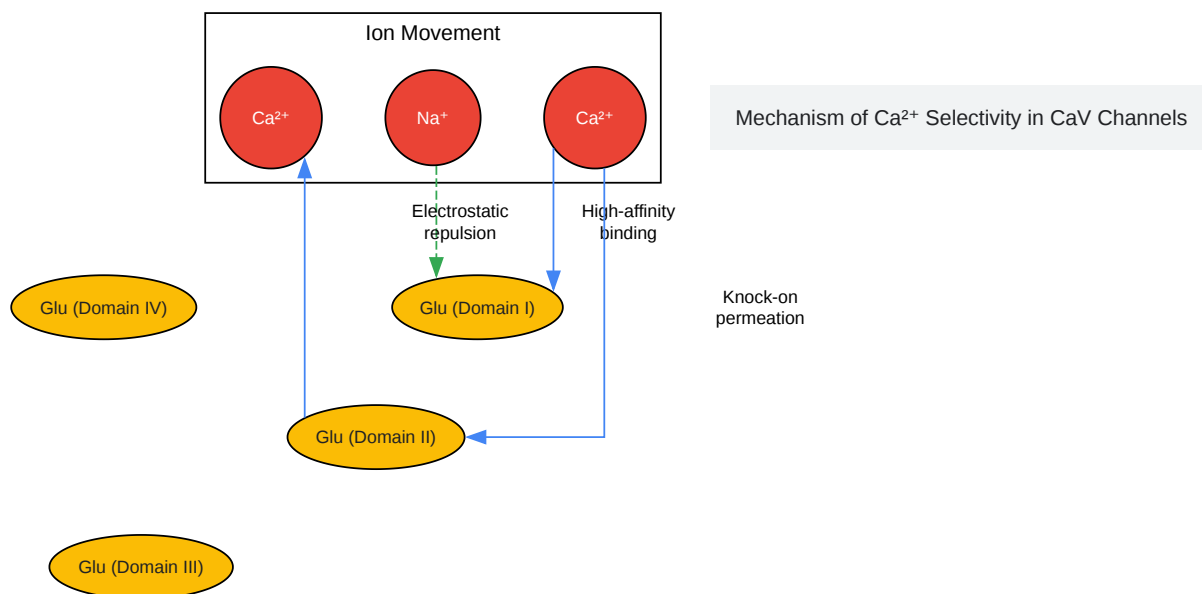 Ion Movement
Ca²⁺
Na⁺
Ca²⁺
Mechanism of Ca²⁺ Selectivity in CaV Channels
Electrostatic
repulsion
High-affinity
binding
Glu (Domain IV)
Glu (Domain I)
Knock-on
permeation
Glu (Domain II)
Glu (Domain III)